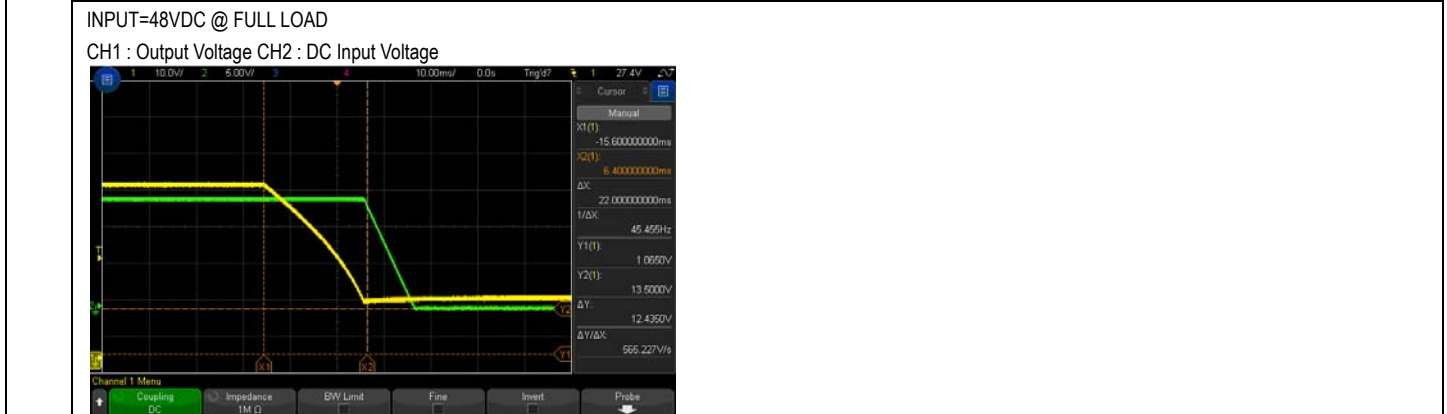 INPUT=48VDC @ FULL LOAD
CH1 : Output Voltage CH2 : DC Input Voltage
1 10.0V/ 2 5.00V/ 3 4 10.00ms/ 0.0s Trig'd? 1 27.4V
Cursor
Manual
X1(1):
-15.600000000ms
X2(1):
6.400000000ms
ΔX:
22.000000000ms
1/ΔX:
45.455Hz
Y1(1):
1.0650V
Y2(1):
13.5000V
ΔY:
12.4350V
ΔY/ΔX:
565.227V/s
T
2
Y2
Y1
X1 X2
Channel 1 Menu
Coupling Impedance BW Limit Fine Invert Probe
DC 1M Ω